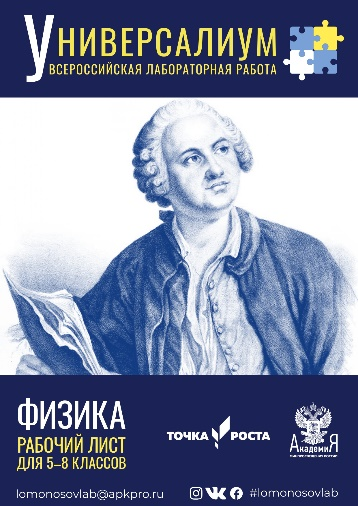 УНИВЕРСАЛИУМ
ВСЕРОССИЙСКАЯ ЛАБОРАТОРНАЯ РАБОТА
ФИЗИКА
РАБОЧИЙ ЛИСТ
ДЛЯ 5–8 КЛАССОВ
ТОЧКА РОСТА
АкадемиЯ
lomonosovlab@apkpro.ru
#lomonosovlab